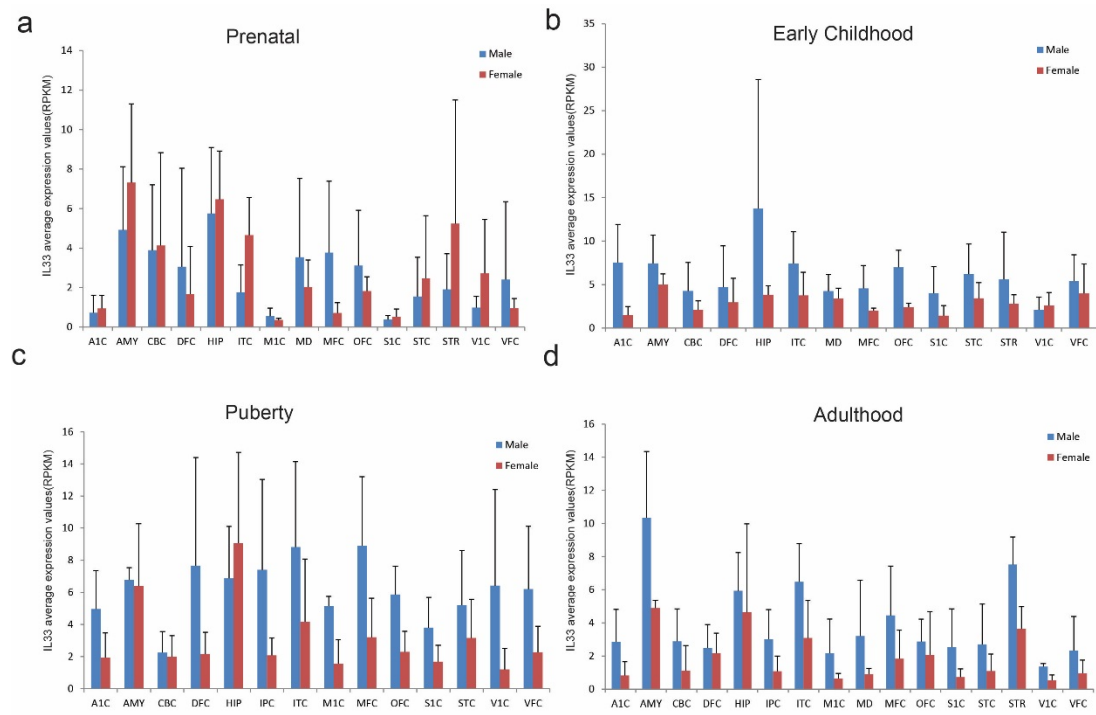 a
Prenatal
IL33 average expression values(RPKM)
14
12
10
8
6
4
2
0
Male
Female
A1C AMY CBC DFC HIP ITC M1C MD MFC OFC S1C STC STR V1C VFC
b
Early Childhood
IL33 average expression values(RPKM)
35
30
25
20
15
10
5
0
Male
Female
A1C AMY CBC DFC HIP ITC MD MFC OFC S1C STC STR V1C VFC
c
Puberty
IL33 average expression values(RPKM)
16
14
12
10
8
6
4
2
0
Male
Female
A1C AMY CBC DFC HIP IPC ITC M1C MFC OFC S1C STC V1C VFC
d
Adulthood
IL33 average expression values(RPKM)
16
14
12
10
8
6
4
2
0
Male
Female
A1C AMY CBC DFC HIP IPC ITC M1C MD MFC OFC S1C STC STR V1C VFC